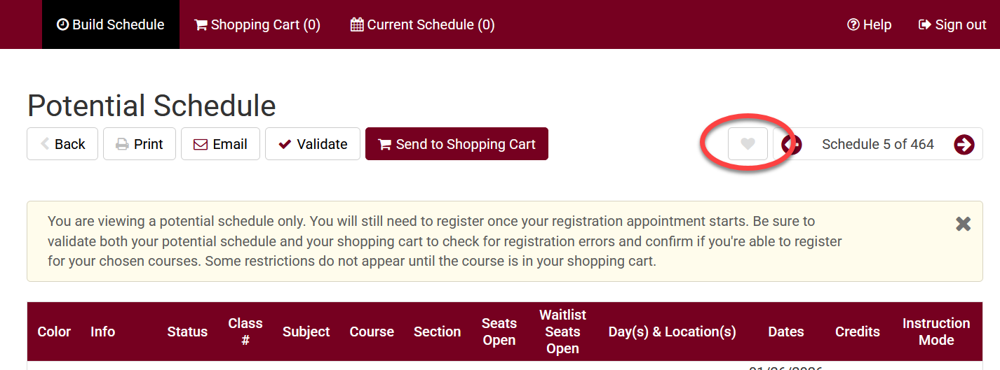 Build Schedule Shopping Cart (0) Current Schedule (0) Help Sign out
Potential Schedule
Back Print Email Validate Send to Shopping Cart Schedule 5 of 464
You are viewing a potential schedule only. You will still need to register once your registration appointment starts. Be sure to
validate both your potential schedule and your shopping cart to check for registration errors and confirm if you're able to register
for your chosen courses. Some restrictions do not appear until the course is in your shopping cart.
Color
Info
Status
Class
#
Subject
Course
Section
Seats
Open
Waitlist
Seats
Open
Day(s) & Location(s)
Dates
Credits
Instruction
Mode